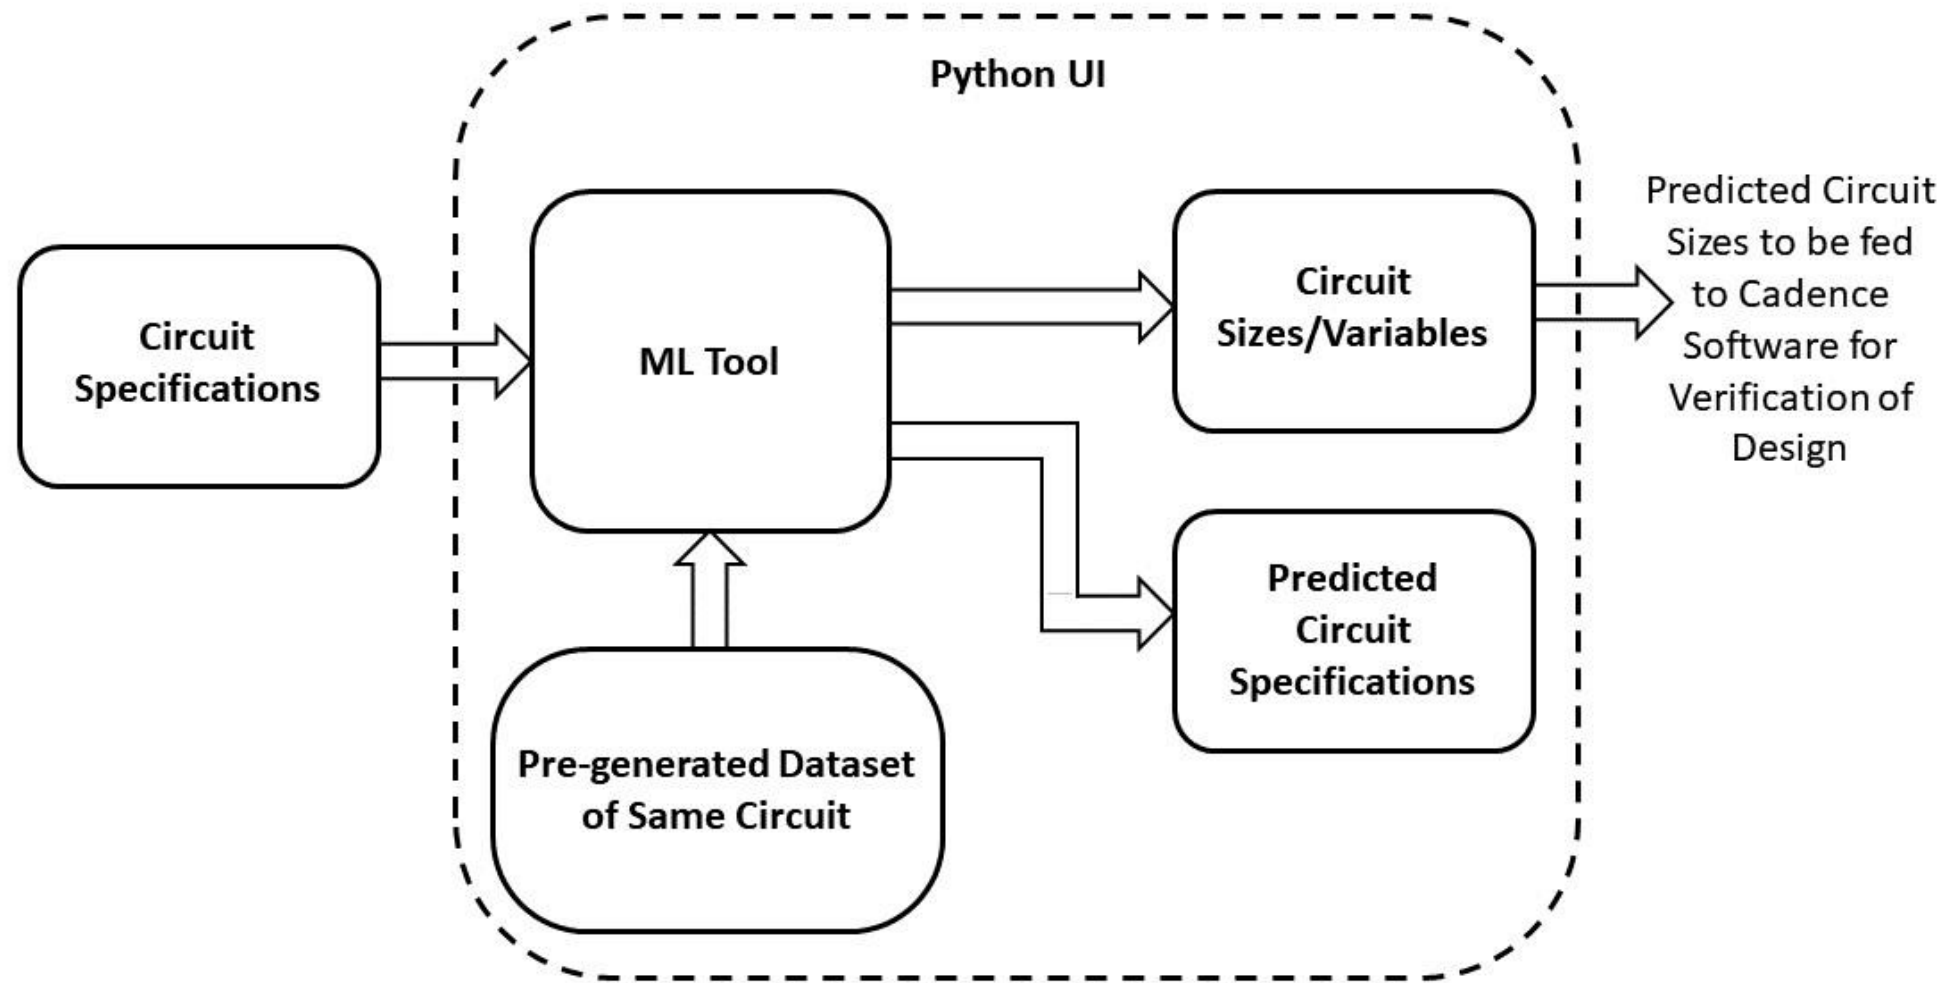 Python UI
Circuit
Specifications
ML Tool
Circuit
Sizes/Variables
Predicted Circuit
Sizes to be fed
to Cadence
Software for
Verification of
Design
Predicted
Circuit
Specifications
Pre-generated Dataset
of Same Circuit